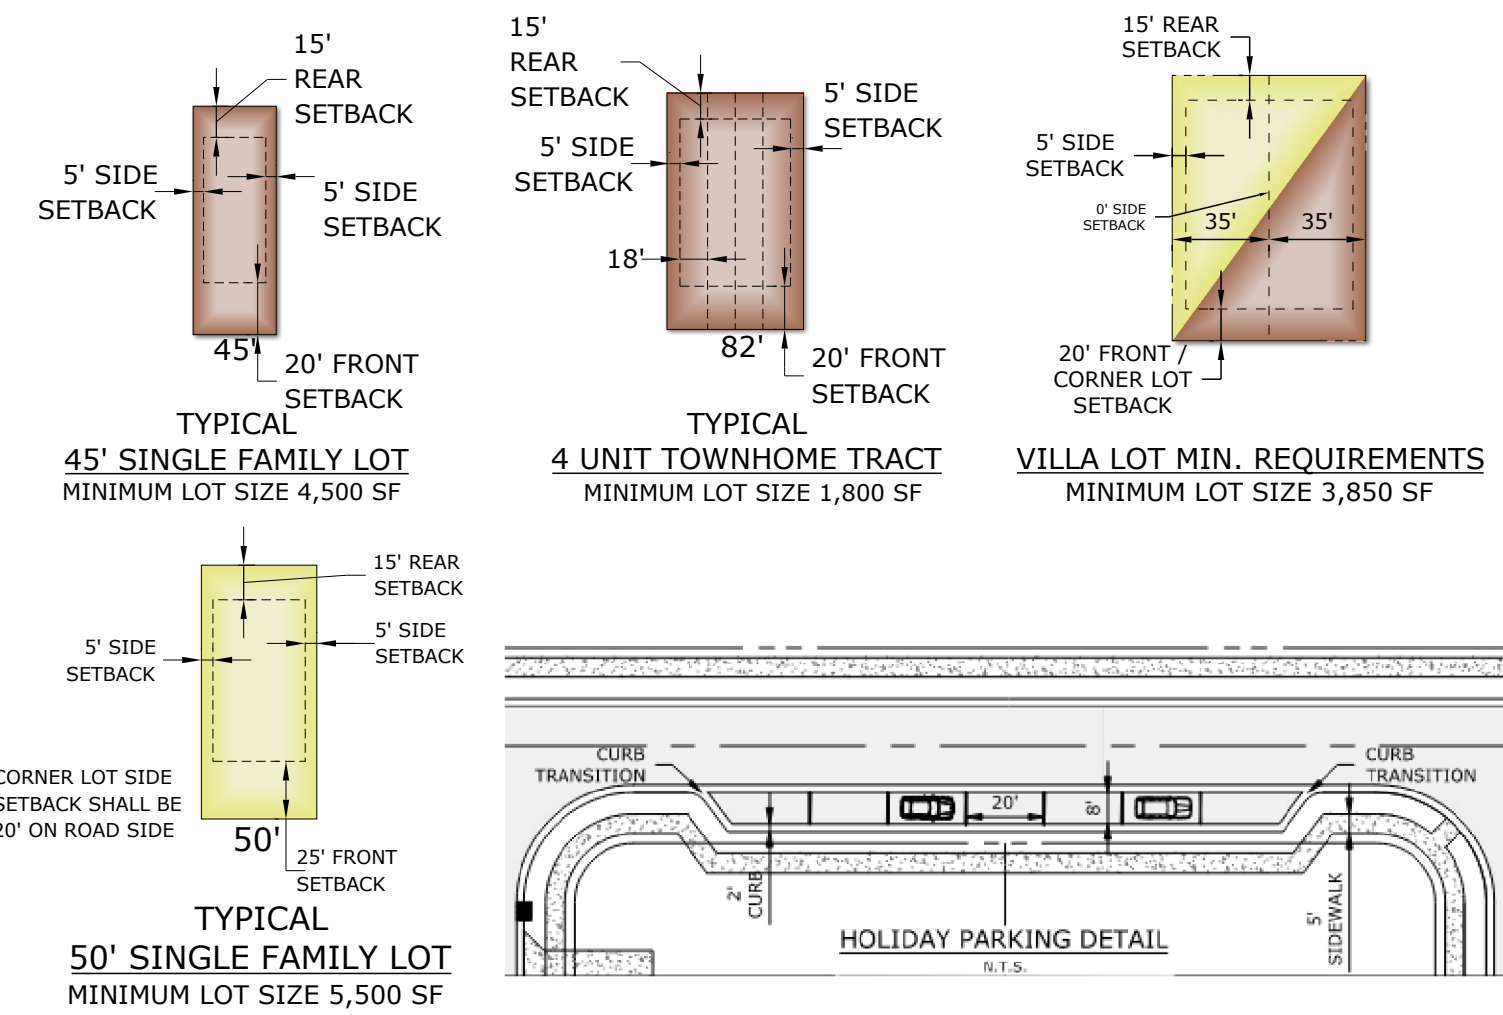 15'
REAR
SETBACK
5' SIDE
SETBACK
5' SIDE
SETBACK
45'
20' FRONT
SETBACK
TYPICAL
45' SINGLE FAMILY LOT
MINIMUM LOT SIZE 4,500 SF
15'
REAR
SETBACK
5' SIDE
SETBACK
5' SIDE
SETBACK
18'
82'
20' FRONT
SETBACK
TYPICAL
4 UNIT TOWNHOME TRACT
MINIMUM LOT SIZE 1,800 SF
15' REAR
SETBACK
5' SIDE
SETBACK
0' SIDE
SETBACK
35'
35'
20' FRONT
CORNER LOT
SETBACK
VILLA LOT MIN. REQUIREMENTS
MINIMUM LOT SIZE 3,850 SF
15' REAR
SETBACK
5' SIDE
SETBACK
5' SIDE
SETBACK
CORNER LOT SIDE
SETBACK SHALL BE
20' ON ROAD SIDE
50'
25' FRONT
SETBACK
TYPICAL
50' SINGLE FAMILY LOT
MINIMUM LOT SIZE 5,500 SF
CURB
TRANSITION
CURB
TRANSITION
20'
8'
2'
CURB
5'
SIDEWALK
HOLIDAY PARKING DETAIL
N.T.S.